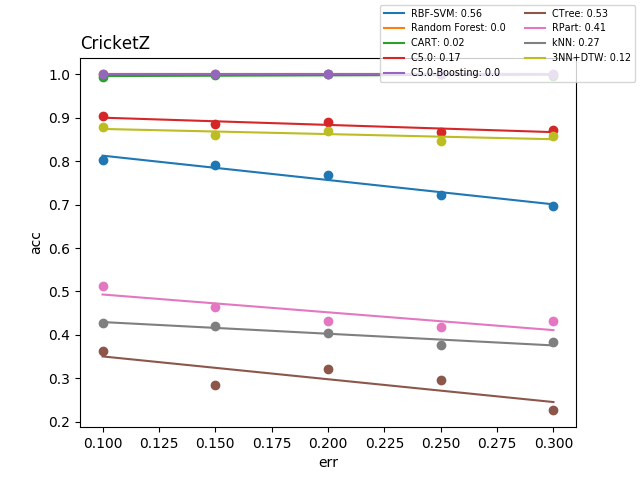 CricketZ
RBF-SVM: 0.56
Random Forest: 0.0
CART: 0.02
C5.0: 0.17
C5.0-Boosting: 0.0
CTree: 0.53
RPart: 0.41
kNN: 0.27
3NN+DTW: 0.12
acc
1.0
0.9
0.8
0.7
0.6
0.5
0.4
0.3
0.2
0.100 0.125 0.150 0.175 0.200 0.225 0.250 0.275 0.300
err